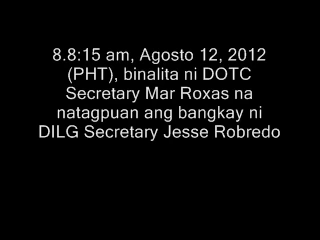 8.8:15 am, Agosto 12, 2012
(PHT), binalita ni DOTC
Secretary Mar Roxas na
natagpuan ang bangkay ni
DILG Secretary Jesse Robredo